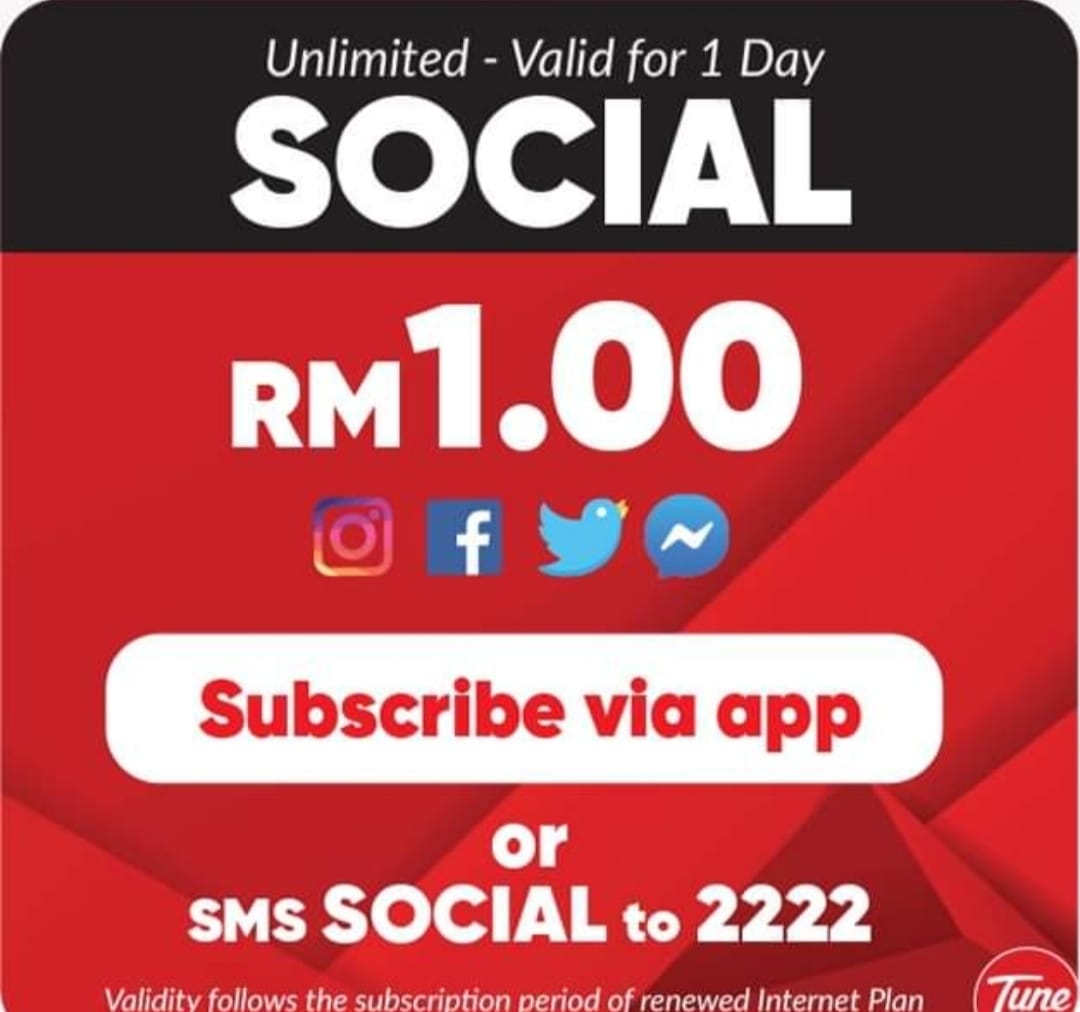 Unlimited - Valid for 1 Day
SOCIAL
RM1.00
Subscribe via app
or
SMS SOCIAL to 2222
Validity follows the subscription period of renewed Internet Plan
Tune